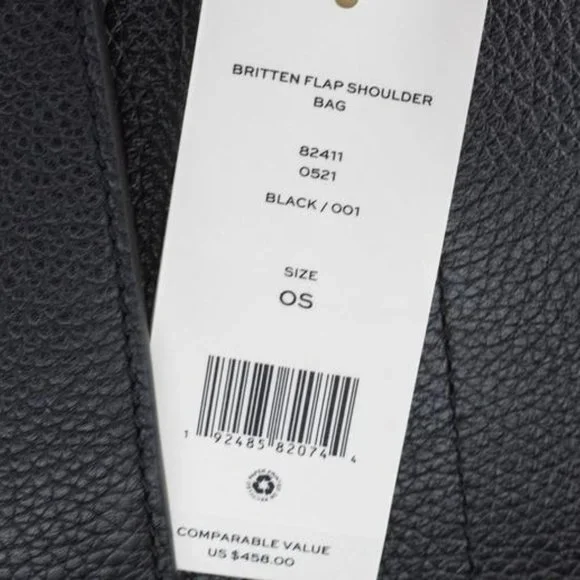 BRITTEN FLAP SHOULDER
BAG
82411
0521
BLACK / 001
SIZE
OS
1 92485 82074 4
COMPARABLE VALUE
US $458.00